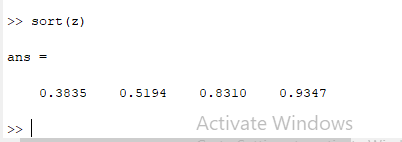 >> sort(z)
ans =
0.3835 0.5194 0.8310 0.9347
>>
Activate Windows